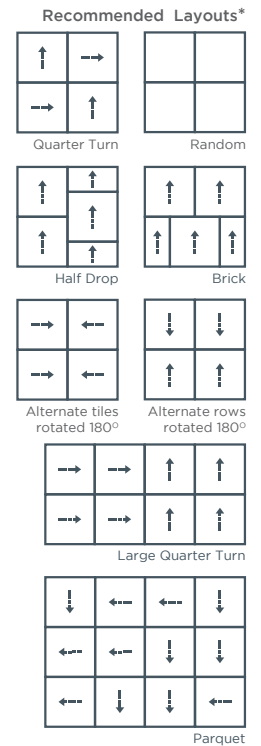 Recommended Layouts*
Quarter Turn
Random
Half Drop
Brick
Alternate tiles
rotated 180°
Alternate rows
rotated 180°
Large Quarter Turn
Parquet